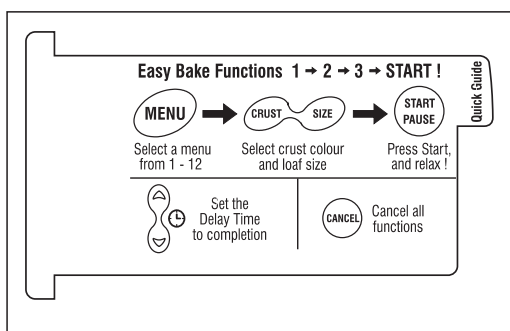 Easy Bake Functions 1 → 2 → 3 → START !
Quick Guide
MENU
CRUST SIZE
START
PAUSE
Select a menu
from 1 - 12
Select crust colour
and loaf size
Press Start,
and relax !
Set the
Delay Time
to completion
CANCEL
Cancel all
functions